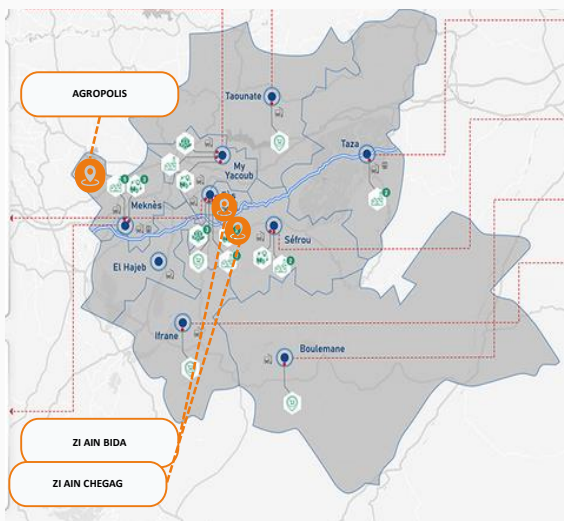 AGROPOLIS
Taounate
Taza
My
Yacoub
Meknès
Séfrou
El Hajeb
Ifrane
Boulemane
ZI AIN BIDA
ZI AIN CHEGAG